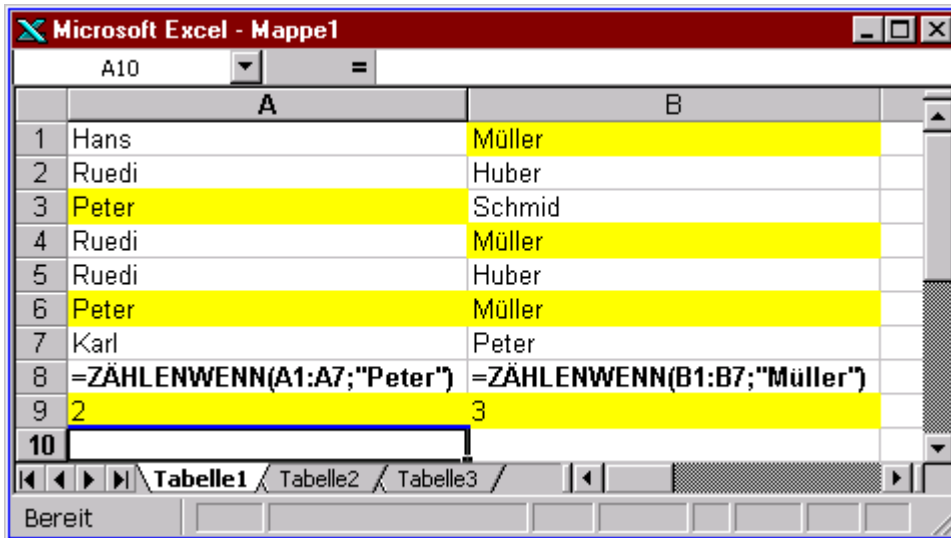 Microsoft Excel - Mappe1
A10 =
A B
1 Hans Müller
2 Ruedi Huber
3 Peter Schmid
4 Ruedi Müller
5 Ruedi Huber
6 Peter Müller
7 Karl Peter
8 =ZÄHLENWENN(A1:A7;"Peter") =ZÄHLENWENN(B1:B7;"Müller")
9 2 3
10
Tabelle1 Tabelle2 Tabelle3
Bereit